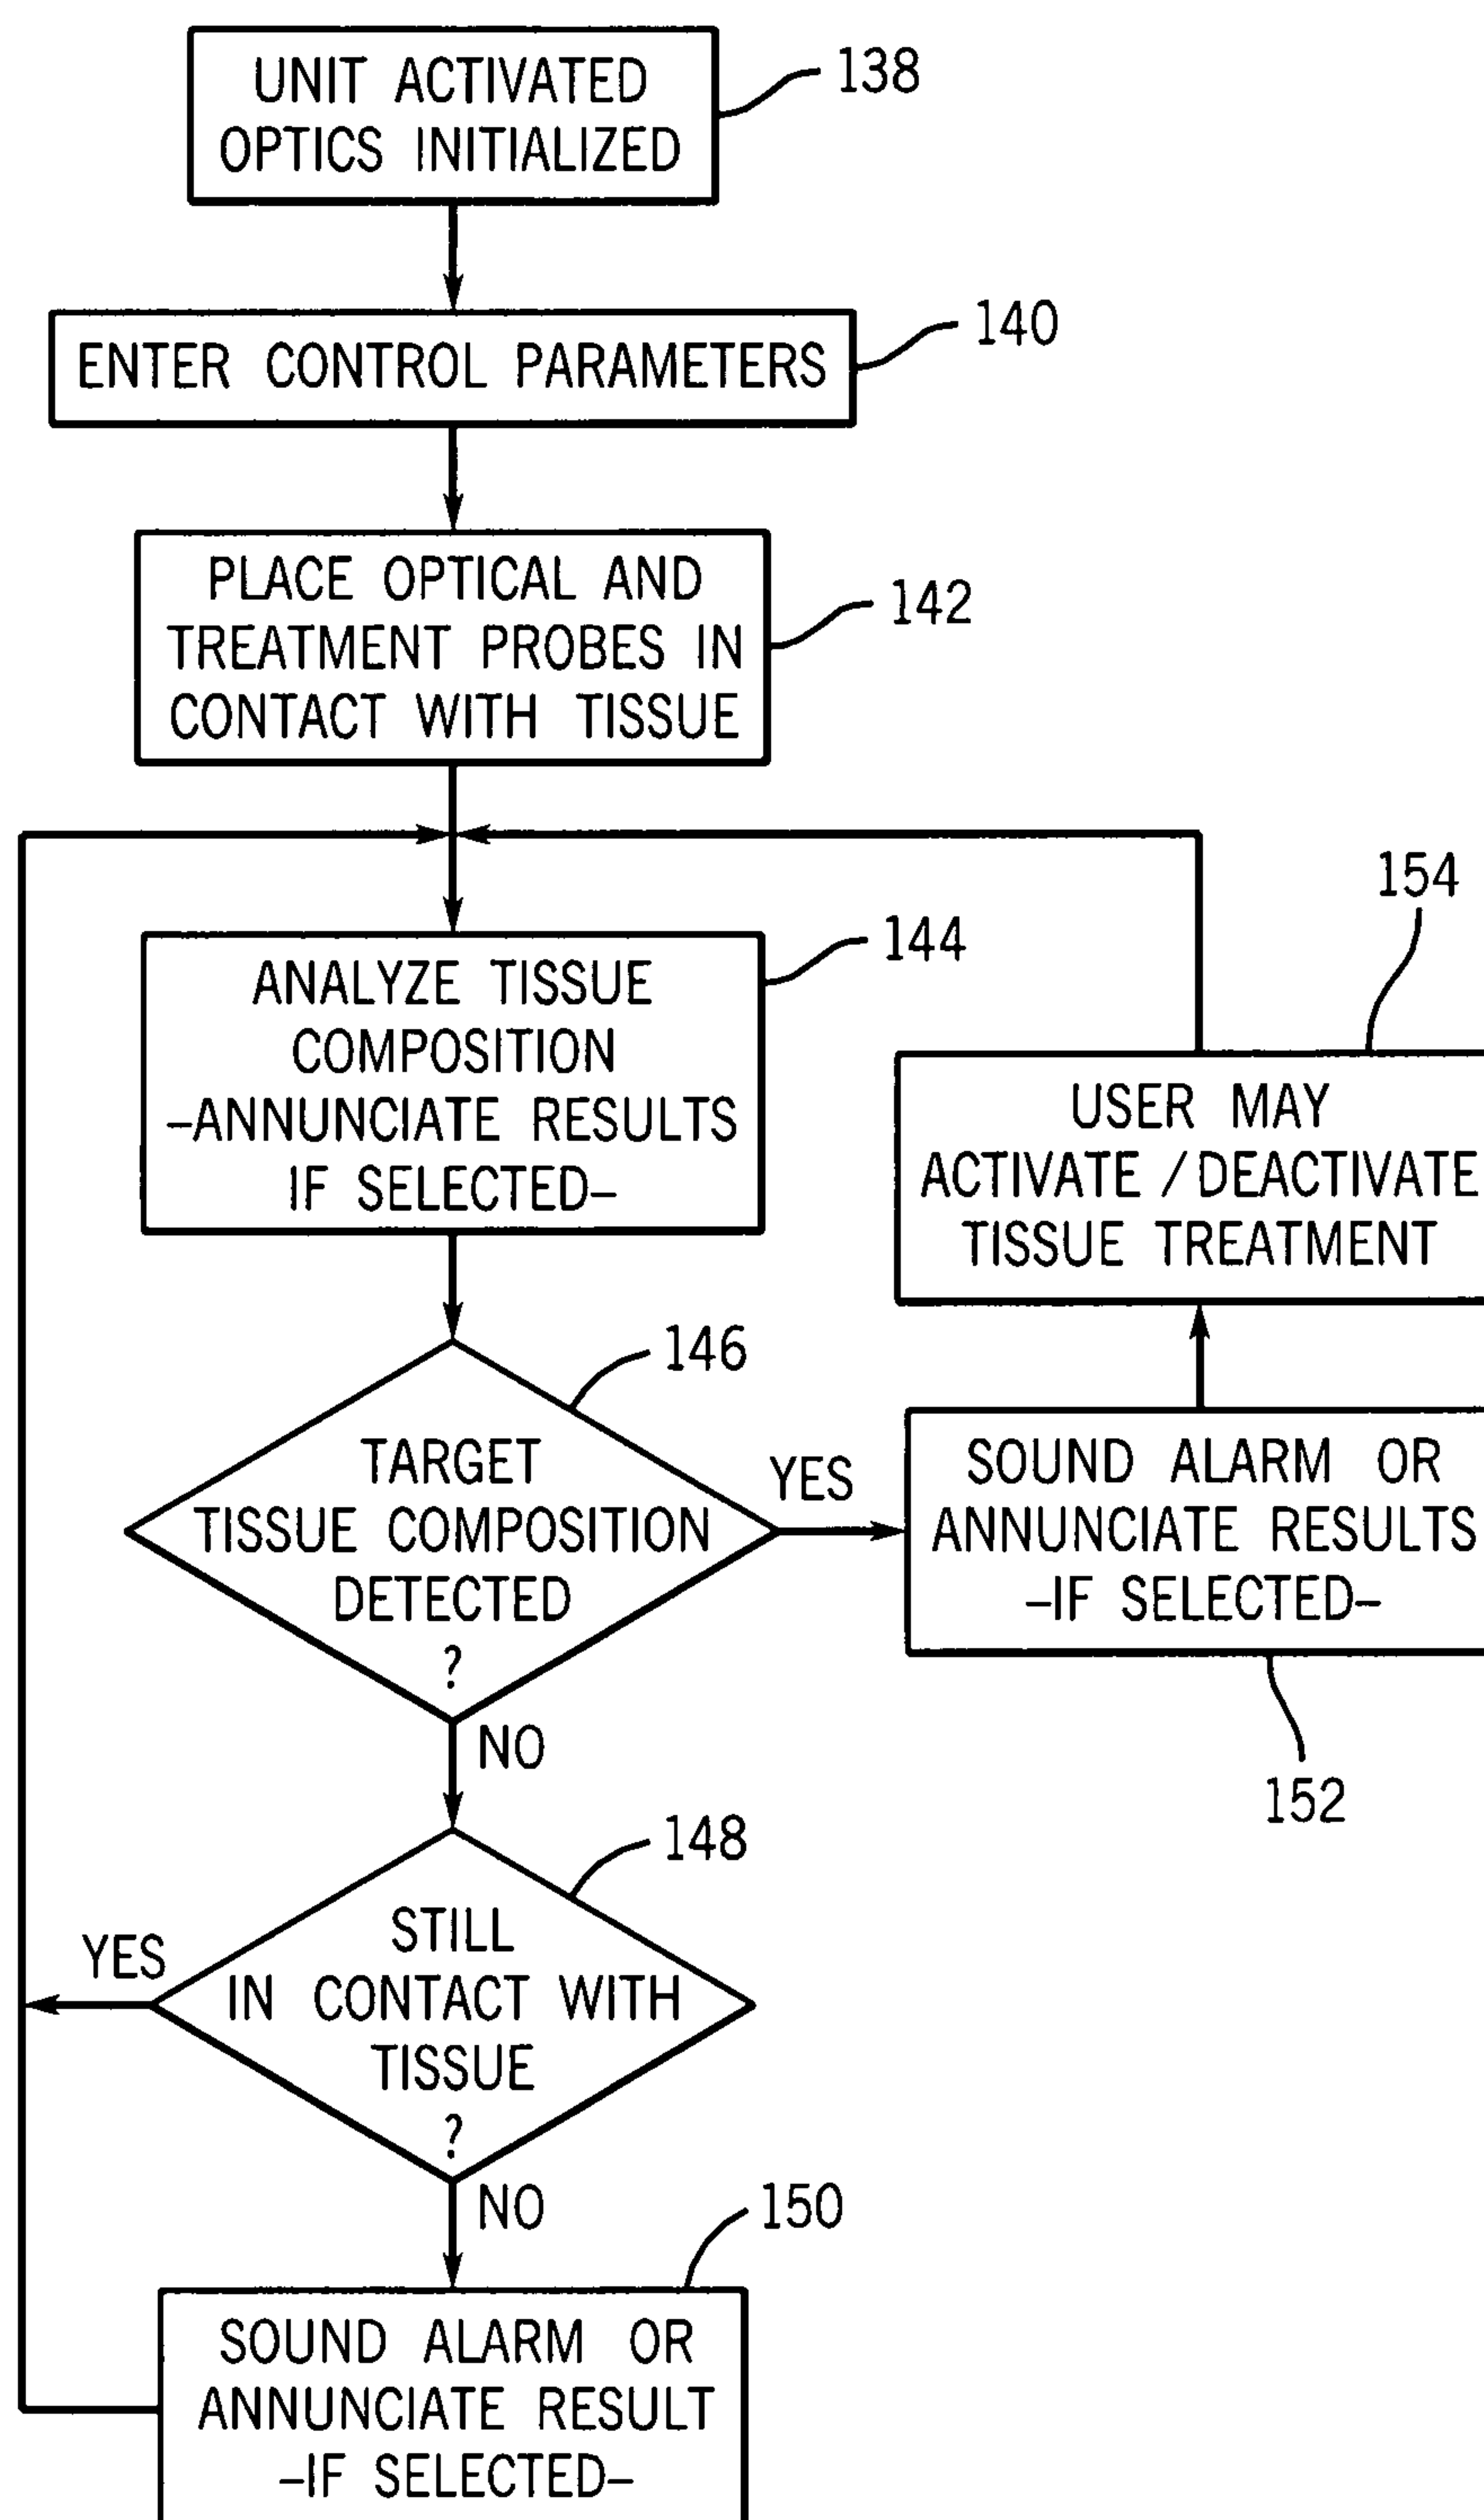 UNIT ACTIVATED
OPTICS INITIALIZED
138
ENTER CONTROL PARAMETERS
140
PLACE OPTICAL AND
TREATMENT PROBES IN
CONTACT WITH TISSUE
142
ANALYZE TISSUE
COMPOSITION
–ANNUNCIATE RESULTS
IF SELECTED–
144
154
USER MAY
ACTIVATE/DEACTIVATE
TISSUE TREATMENT
146
TARGET
TISSUE COMPOSITION
DETECTED
?
YES
SOUND ALARM OR
ANNUNCIATE RESULTS
–IF SELECTED–
152
NO
148
STILL
IN CONTACT WITH
TISSUE
?
YES
NO
150
SOUND ALARM OR
ANNUNCIATE RESULT
–IF SELECTED–